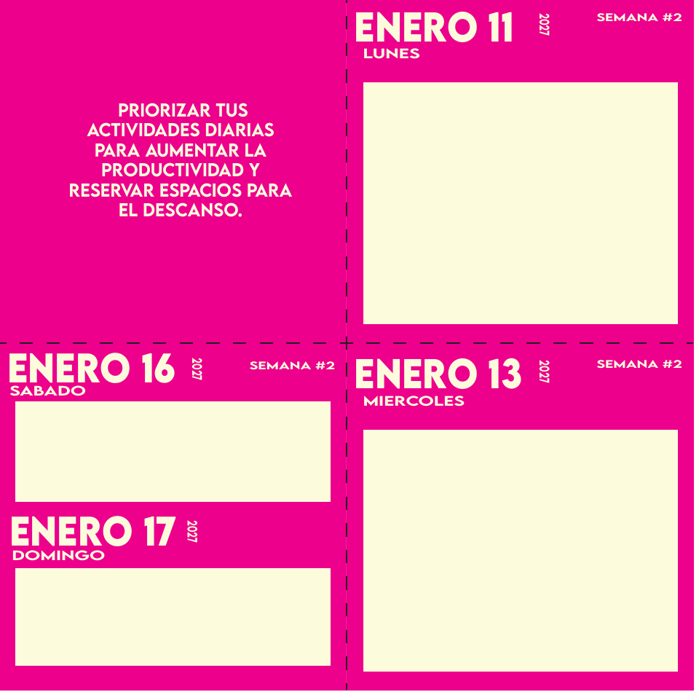 PRIORIZAR TUS
ACTIVIDADES DIARIAS
PARA AUMENTAR LA
PRODUCTIVIDAD Y
RESERVAR ESPACIOS PARA
EL DESCANSO.
ENERO 11
2027
SEMANA #2
LUNES
ENERO 16
2027
SEMANA #2
SABADO
ENERO 17
2027
DOMINGO
ENERO 13
2027
SEMANA #2
MIERCOLES